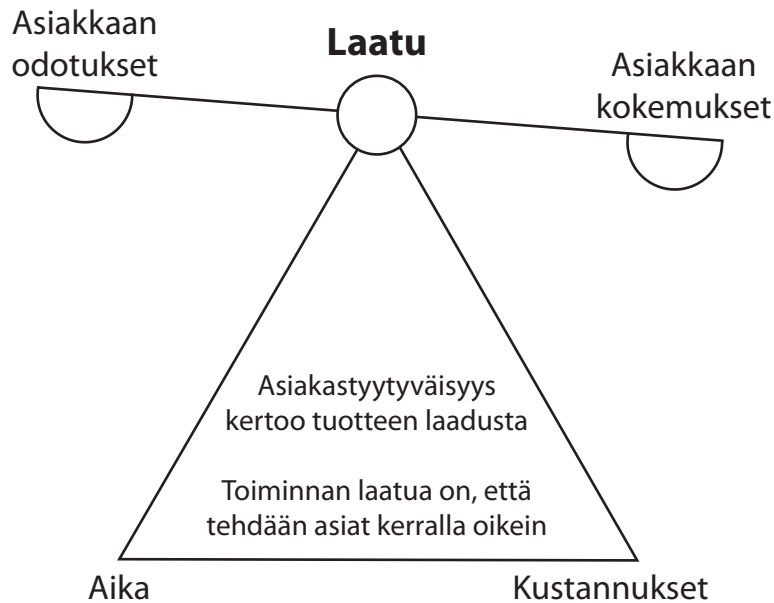 Asiakkaan
odotukset
Laatu
Asiakkaan
kokemukset
Asiakastyytyväisyys
kertoo tuotteen laadusta
Toiminnan laatua on, että
tehdään asiat kerralla oikein
Aika
Kustannukset